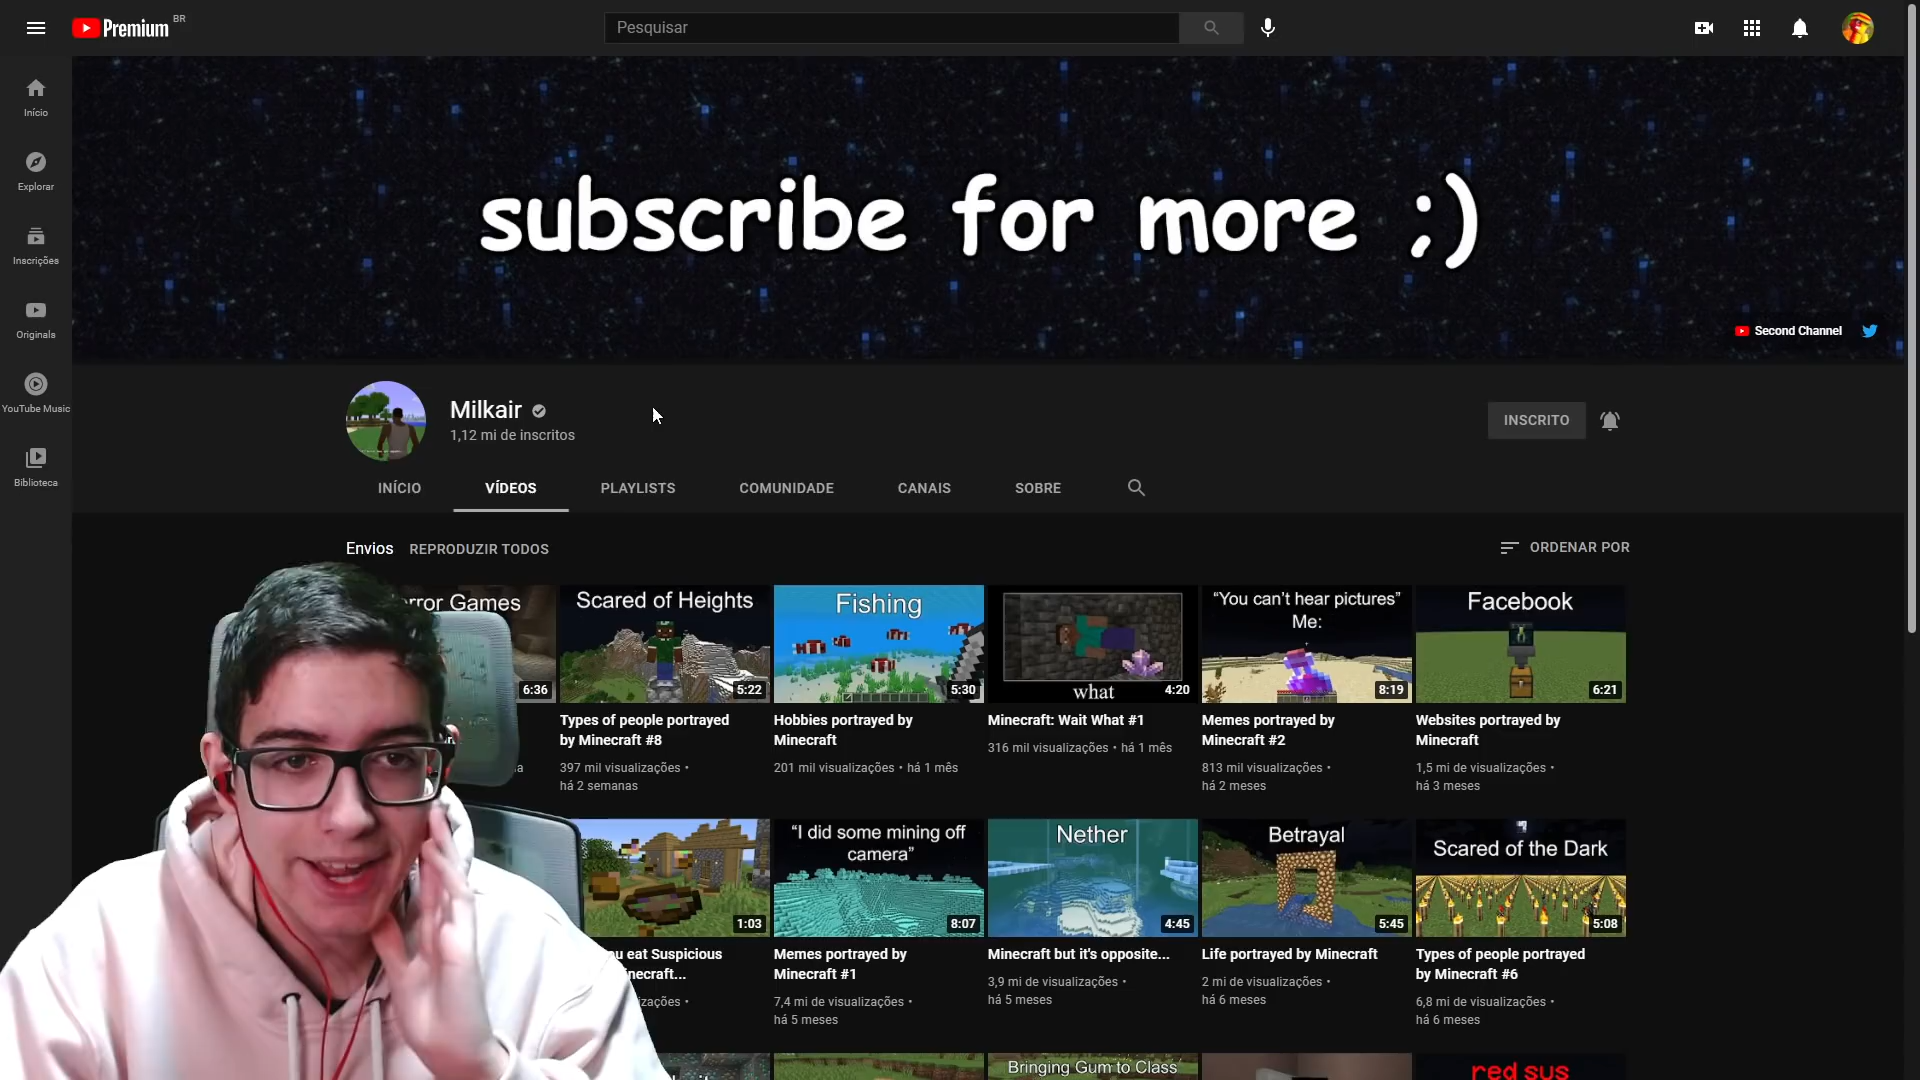 Premium BR
Pesquisar
Início
Explorar
Inscrições
Originals
YouTube Music
Biblioteca
subscribe for more ;)
Second Channel
Milkair
1,12 mi de inscritos
INSCRITO
INÍCIO VÍDEOS PLAYLISTS COMUNIDADE CANAIS SOBRE
Envios REPRODUZIR TODOS
ORDENAR POR
Games
6:36
Scared of Heights
5:22
Types of people portrayed
by Minecraft #8
397 mil visualizações •
há 2 semanas
Fishing
5:30
Hobbies portrayed by
Minecraft
201 mil visualizações • há 1 mês
what
4:20
Minecraft: Wait What #1
316 mil visualizações • há 1 mês
“You can't hear pictures”
Me:
8:19
Memes portrayed by
Minecraft #2
813 mil visualizações •
há 2 meses
Facebook
6:21
Websites portrayed by
Minecraft
1,5 mi de visualizações •
há 3 meses
1:03
eat Suspicious
“I did some mining off
camera”
8:07
Memes portrayed by
Minecraft #1
7,4 mi de visualizações •
há 5 meses
Nether
4:45
Minecraft but it's opposite...
3,9 mi de visualizações •
há 5 meses
Betrayal
5:45
Life portrayed by Minecraft
2 mi de visualizações •
há 6 meses
Scared of the Dark
5:08
Types of people portrayed
by Minecraft #6
6,8 mi de visualizações •
há 6 meses
Bringing Gum to Class
red sus